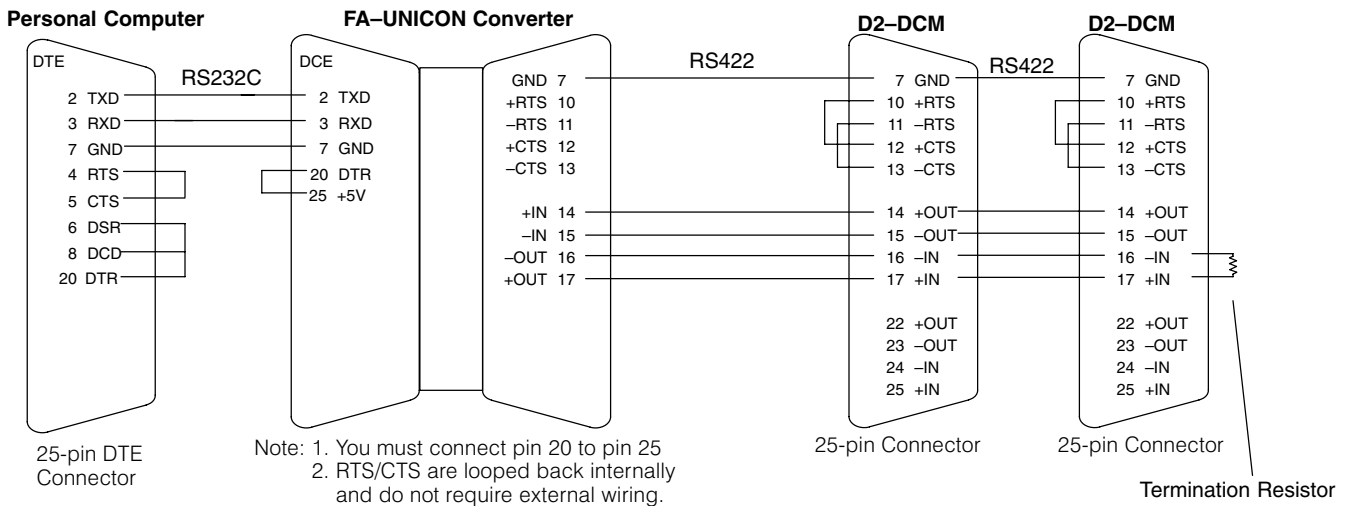 Personal Computer
FA–UNICON Converter
D2–DCM
D2–DCM
DTE
RS232C
2 TXD
3 RXD
7 GND
4 RTS
5 CTS
6 DSR
8 DCD
20 DTR
25-pin DTE
Connector
DCE
2 TXD
3 RXD
7 GND
20 DTR
25 +5V
GND 7
+RTS 10
–RTS 11
+CTS 12
–CTS 13
+IN 14
–IN 15
–OUT 16
+OUT 17
Note: 1. You must connect pin 20 to pin 25
2. RTS/CTS are looped back internally
and do not require external wiring.
RS422
7 GND
10 +RTS
11 –RTS
12 +CTS
13 –CTS
14 +OUT
15 –OUT
16 –IN
17 +IN
22 +OUT
23 –OUT
24 –IN
25 +IN
25-pin Connector
RS422
7 GND
10 +RTS
11 –RTS
12 +CTS
13 –CTS
14 +OUT
15 –OUT
16 –IN
17 +IN
22 +OUT
23 –OUT
24 –IN
25 +IN
25-pin Connector
Termination Resistor